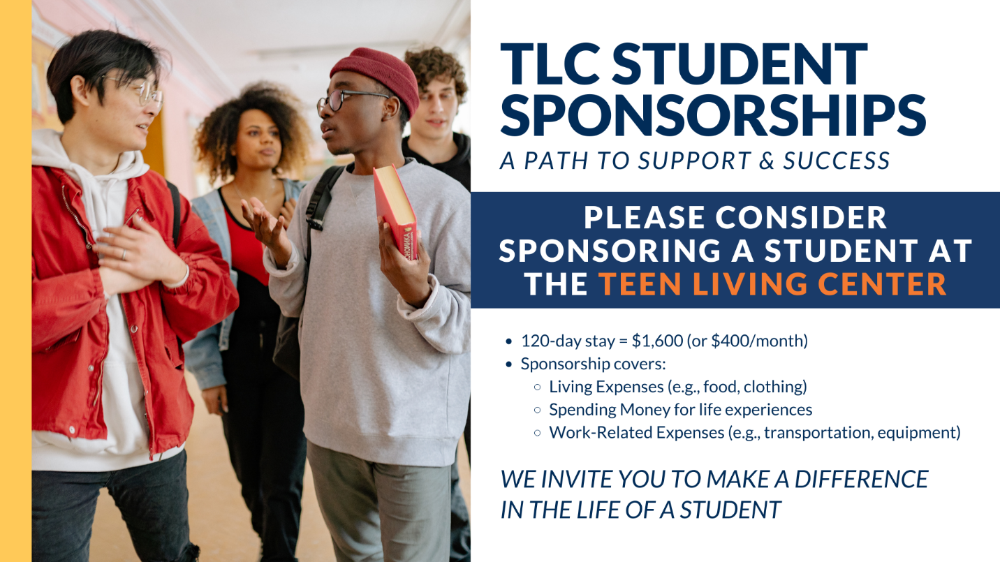 TLC STUDENT
SPONSORSHIPS
A PATH TO SUPPORT & SUCCESS
PLEASE CONSIDER
SPONSORING A STUDENT AT
THE TEEN LIVING CENTER
• 120-day stay = $1,600 (or $400/month)
• Sponsorship covers:
○ Living Expenses (e.g., food, clothing)
○ Spending Money for life experiences
○ Work-Related Expenses (e.g., transportation, equipment)
WE INVITE YOU TO MAKE A DIFFERENCE
IN THE LIFE OF A STUDENT